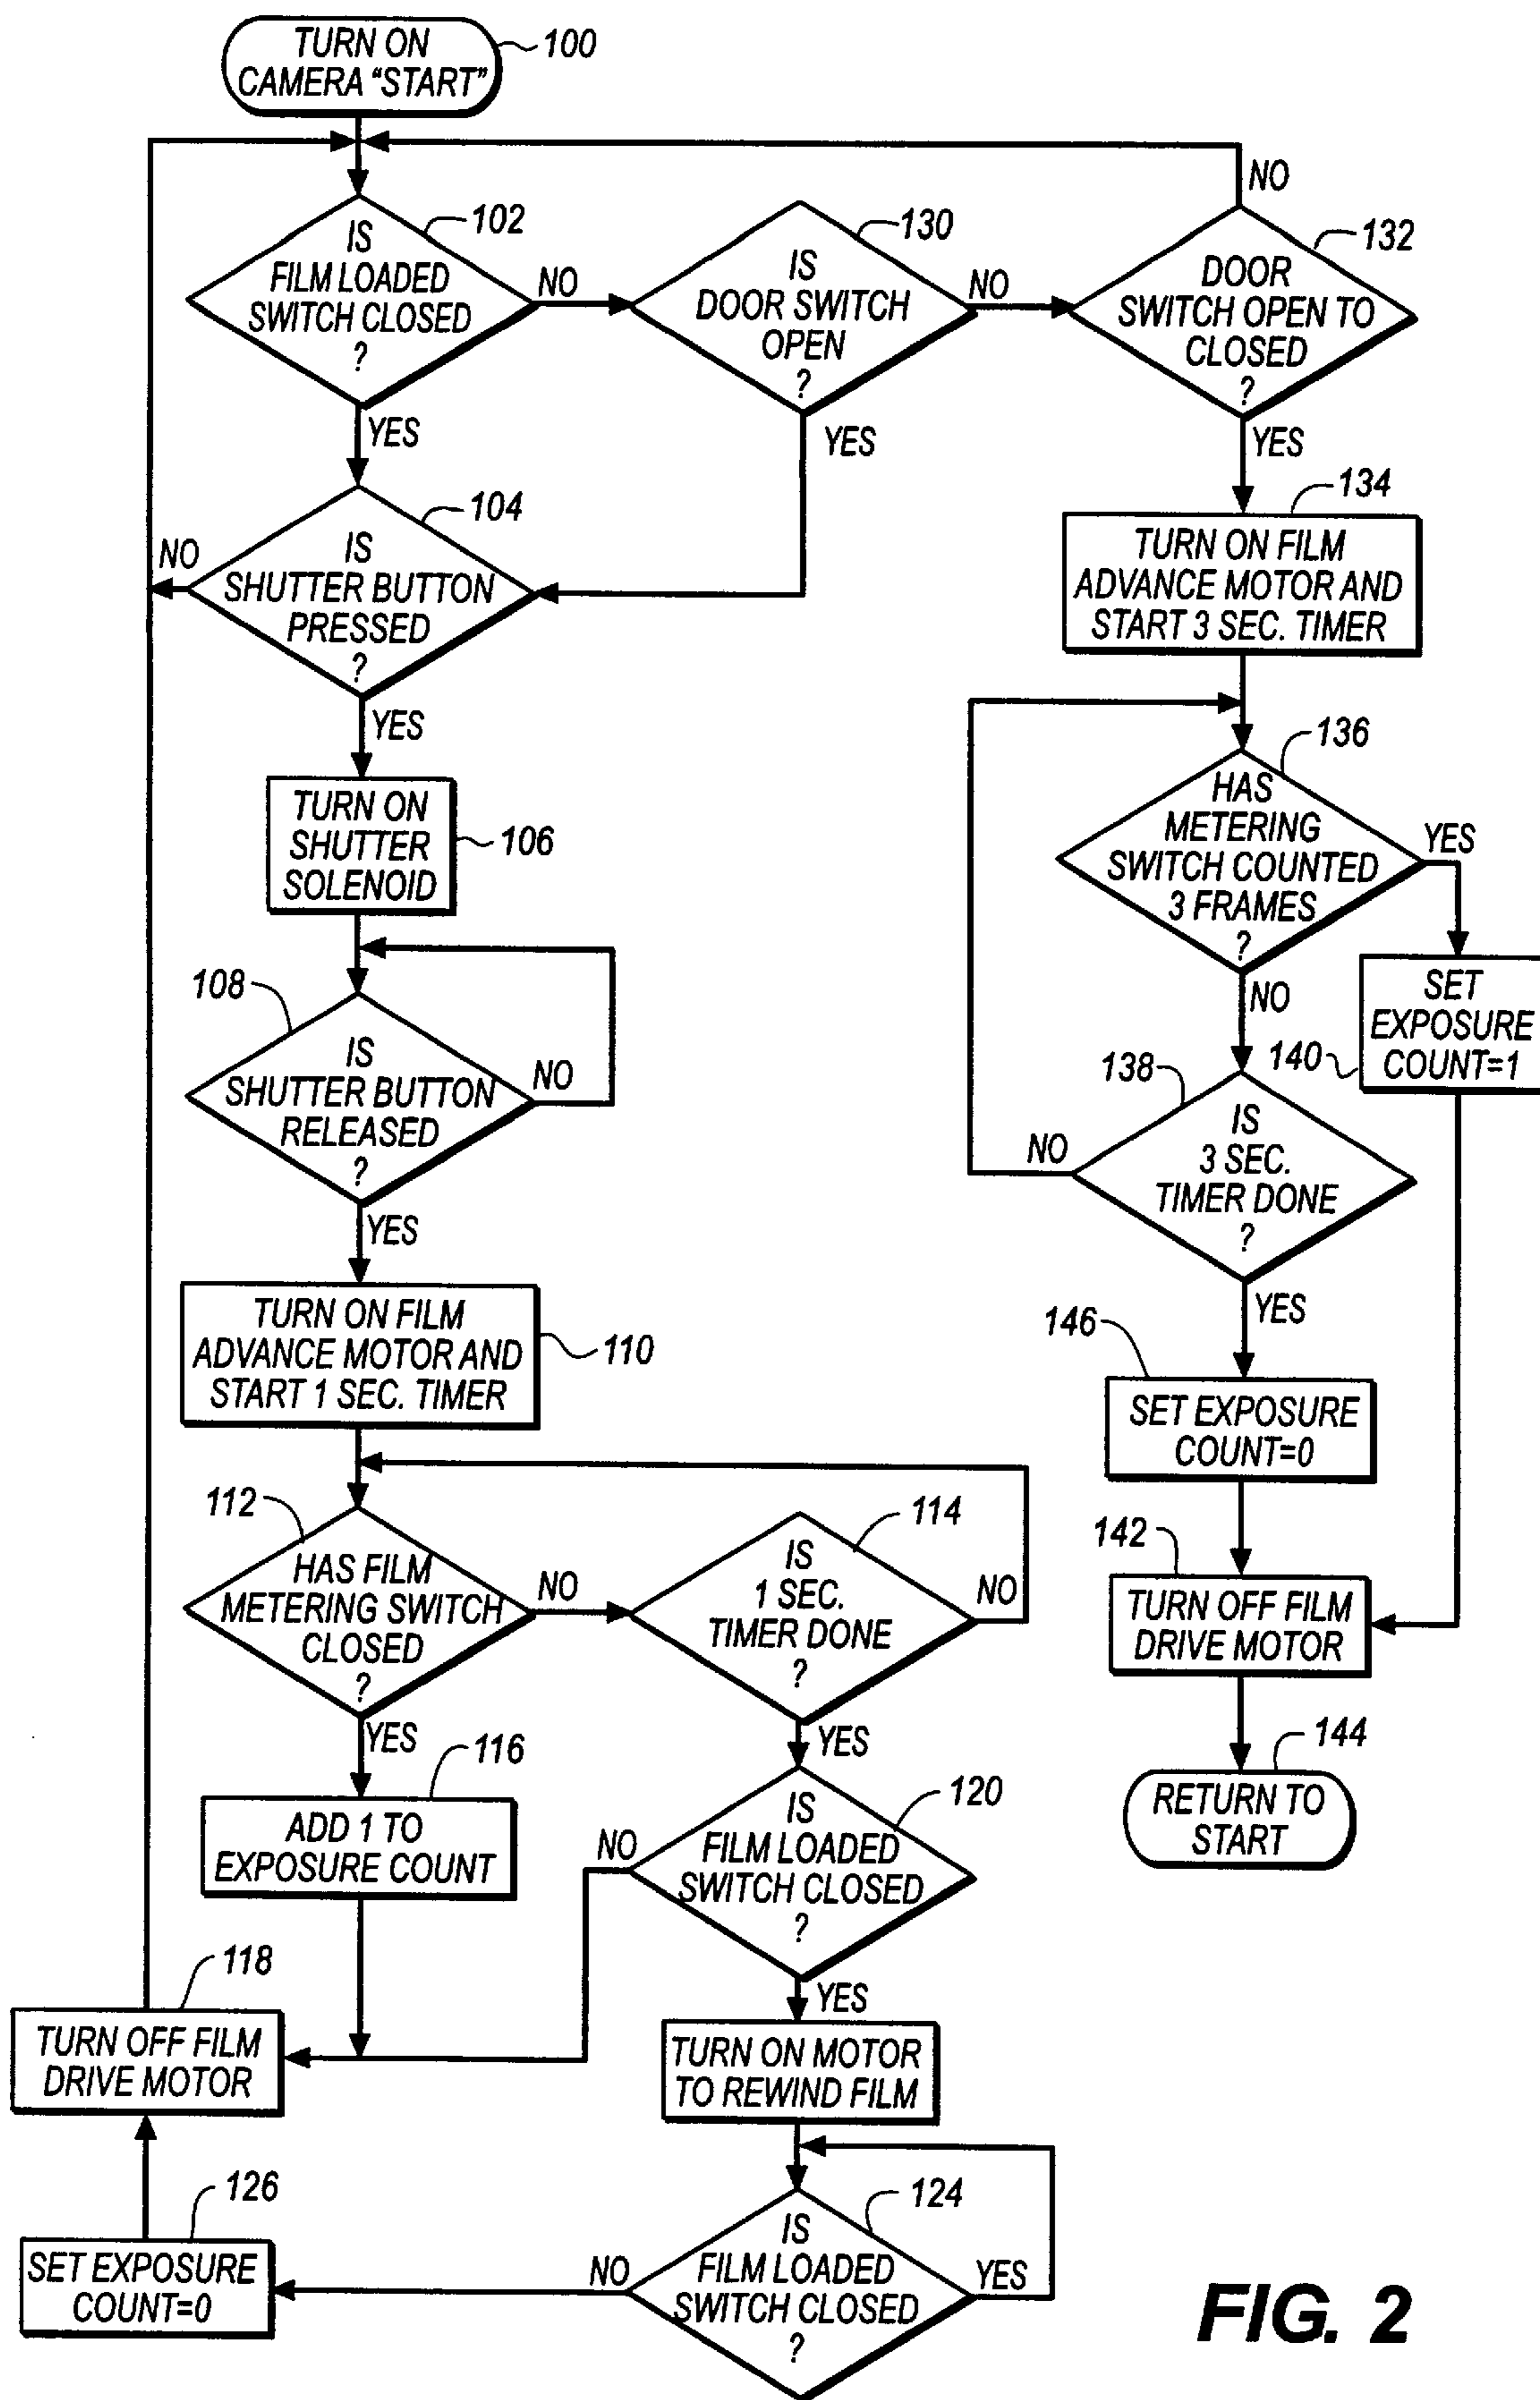 TURN ON
CAMERA "START"
100
NO
IS
FILM LOADED
SWITCH CLOSED
?
102
NO
YES
IS
DOOR SWITCH
OPEN
?
130
NO
YES
DOOR
SWITCH OPEN TO
CLOSED
?
132
YES
IS
SHUTTER BUTTON
PRESSED
?
104
NO
YES
TURN ON FILM
ADVANCE MOTOR AND
START 3 SEC. TIMER
134
TURN ON
SHUTTER
SOLENOID
106
HAS
METERING
SWITCH COUNTED
3 FRAMES
?
136
YES
NO
SET
EXPOSURE
COUNT=1
140
IS
SHUTTER BUTTON
RELEASED
?
108
NO
YES
IS
3 SEC.
TIMER DONE
?
138
NO
YES
TURN ON FILM
ADVANCE MOTOR AND
START 1 SEC. TIMER
110
SET EXPOSURE
COUNT=0
146
HAS FILM
METERING SWITCH
CLOSED
?
112
NO
YES
IS
1 SEC.
TIMER DONE
?
114
NO
YES
TURN OFF FILM
DRIVE MOTOR
142
RETURN TO
START
144
ADD 1 TO
EXPOSURE COUNT
116
IS
FILM LOADED
SWITCH CLOSED
?
120
NO
YES
TURN OFF FILM
DRIVE MOTOR
118
TURN ON MOTOR
TO REWIND FILM
SET EXPOSURE
COUNT=0
126
IS
FILM LOADED
SWITCH CLOSED
?
124
NO
YES
FIG. 2